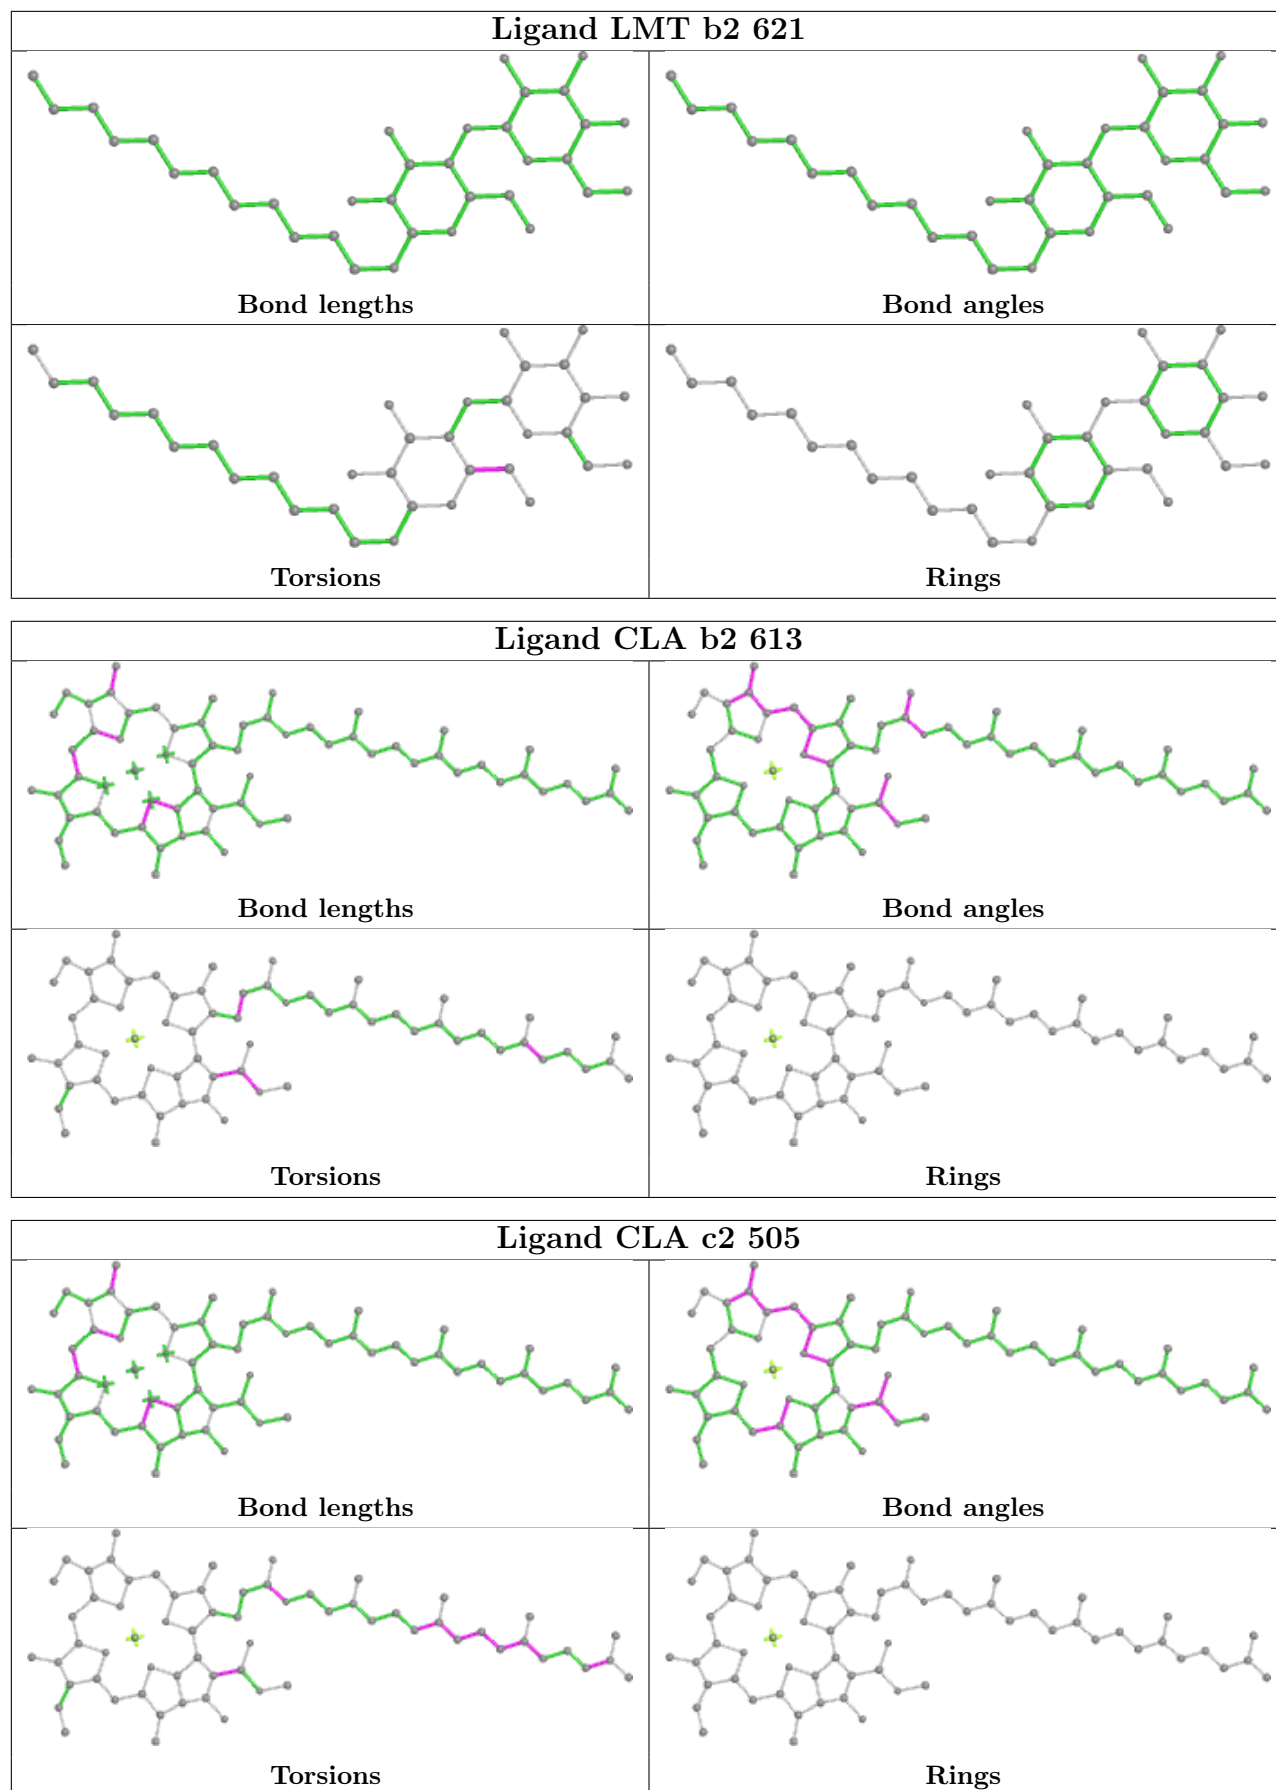 Ligand LMT b2 621
Bond lengths
Bond angles
Torsions
Rings
Ligand CLA b2 613
Bond lengths
Bond angles
Torsions
Rings
Ligand CLA c2 505
Bond lengths
Bond angles
Torsions
Rings